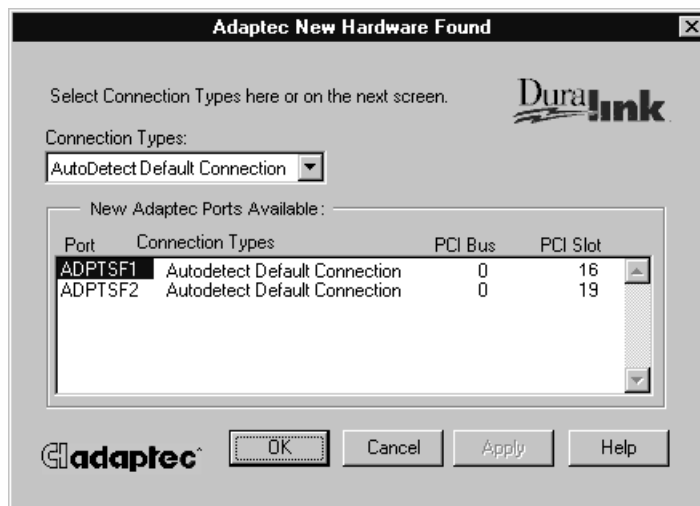 Adaptec New Hardware Found
Select Connection Types here or on the next screen.
Duralink
Connection Types:
AutoDetect Default Connection
New Adaptec Ports Available:
Port Connection Types PCI Bus PCI Slot
ADPTSF1 Autodetect Default Connection 0 16
ADPTSF2 Autodetect Default Connection 0 19
adaptec
OK Cancel Apply Help